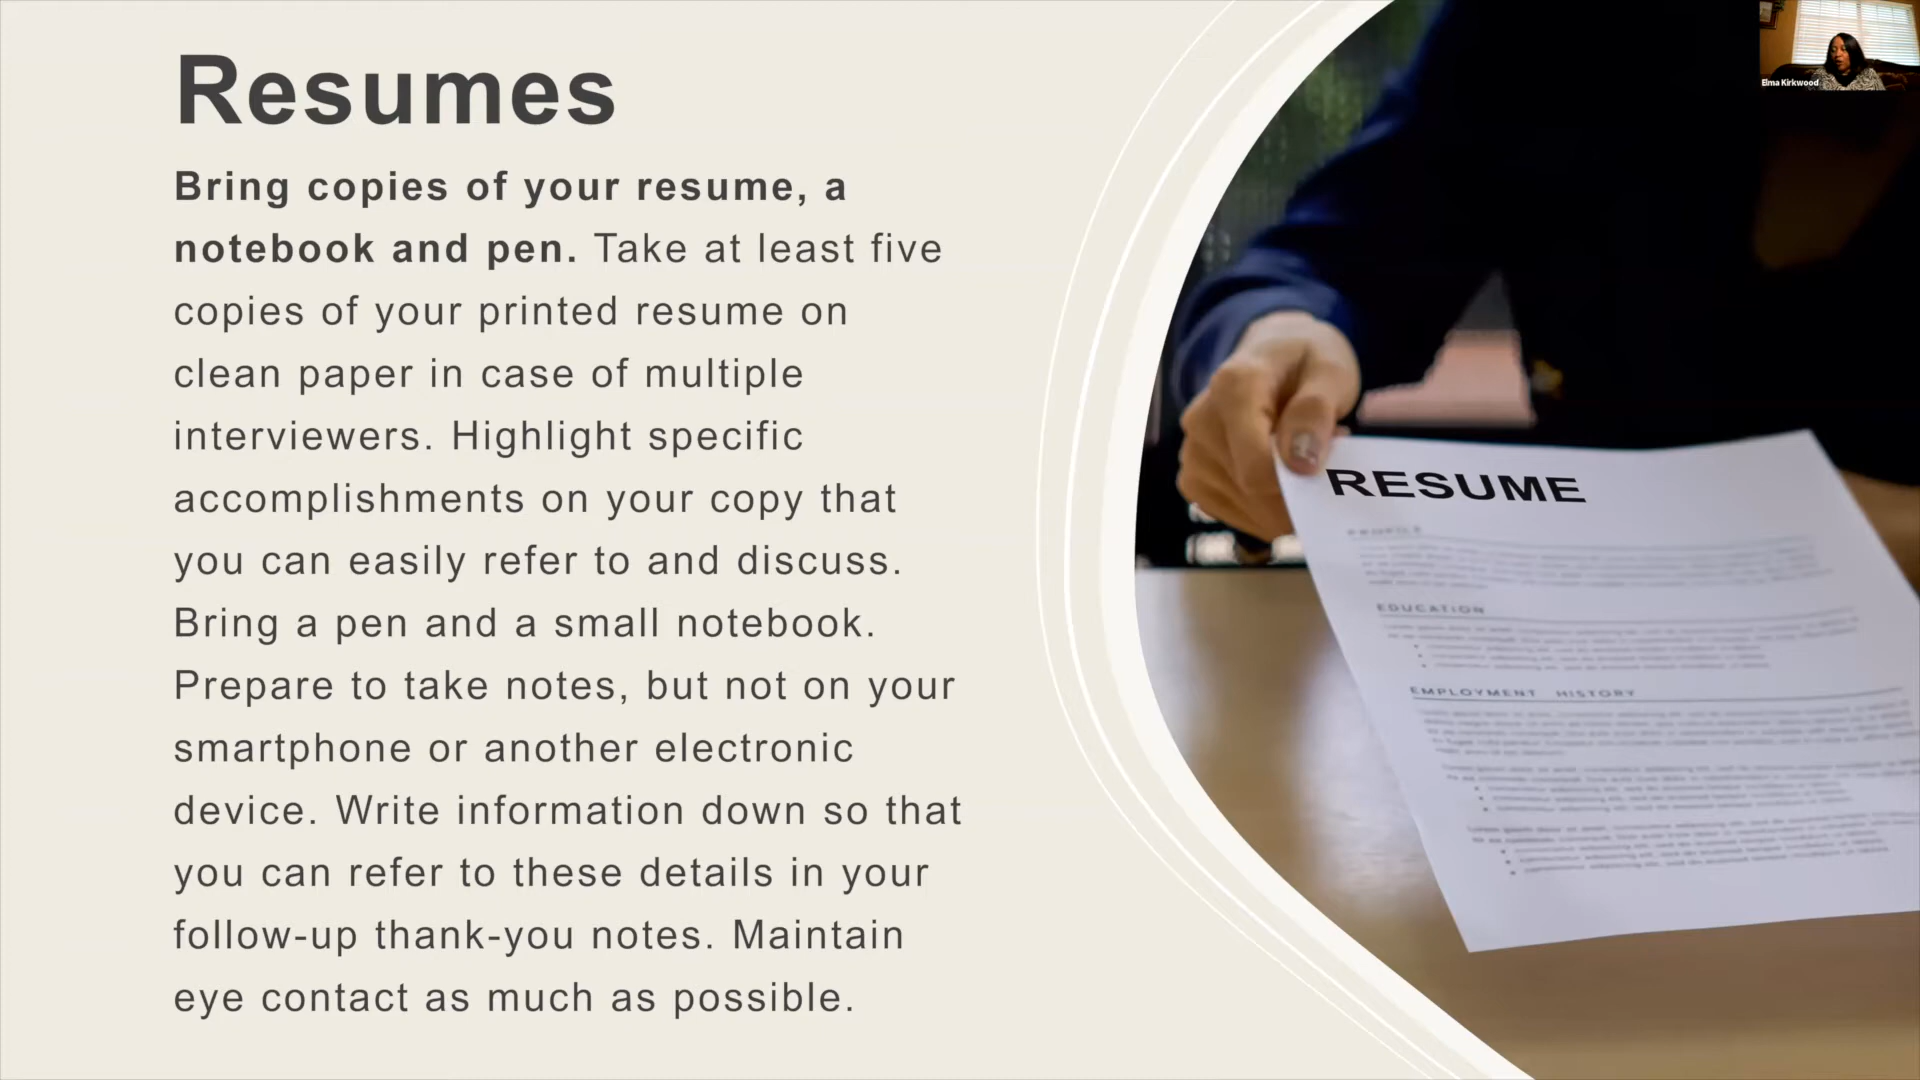 Resumes
Bring copies of your resume, a
notebook and pen. Take at least five
copies of your printed resume on
clean paper in case of multiple
interviewers. Highlight specific
accomplishments on your copy that
you can easily refer to and discuss.
Bring a pen and a small notebook.
Prepare to take notes, but not on your
smartphone or another electronic
device. Write information down so that
you can refer to these details in your
follow-up thank-you notes. Maintain
eye contact as much as possible.
Elma Kirkwood
RESUME
PROFILE
EDUCATION
EMPLOYMENT HISTORY